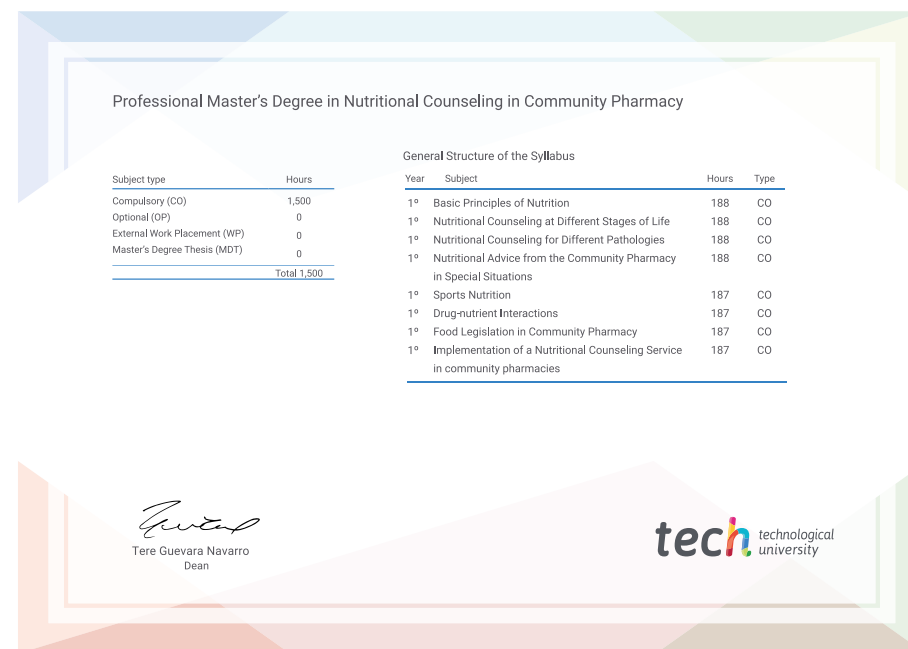 Professional Master's Degree in Nutritional Counseling in Community Pharmacy
Subject type Hours
Compulsory (CO) 1,500
Optional (OP) 0
External Work Placement (WP) 0
Master's Degree Thesis (MDT) 0
Total 1,500
General Structure of the Syllabus
Year Subject Hours Type
1º Basic Principles of Nutrition 188 CO
1º Nutritional Counseling at Different Stages of Life 188 CO
1º Nutritional Counseling for Different Pathologies 188 CO
1º Nutritional Advice from the Community Pharmacy 188 CO
in Special Situations
1º Sports Nutrition 187 CO
1º Drug-nutrient Interactions 187 CO
1º Food Legislation in Community Pharmacy 187 CO
1º Implementation of a Nutritional Counseling Service 187 CO
in community pharmacies
Tere Guevara Navarro
Dean
tech technological
university